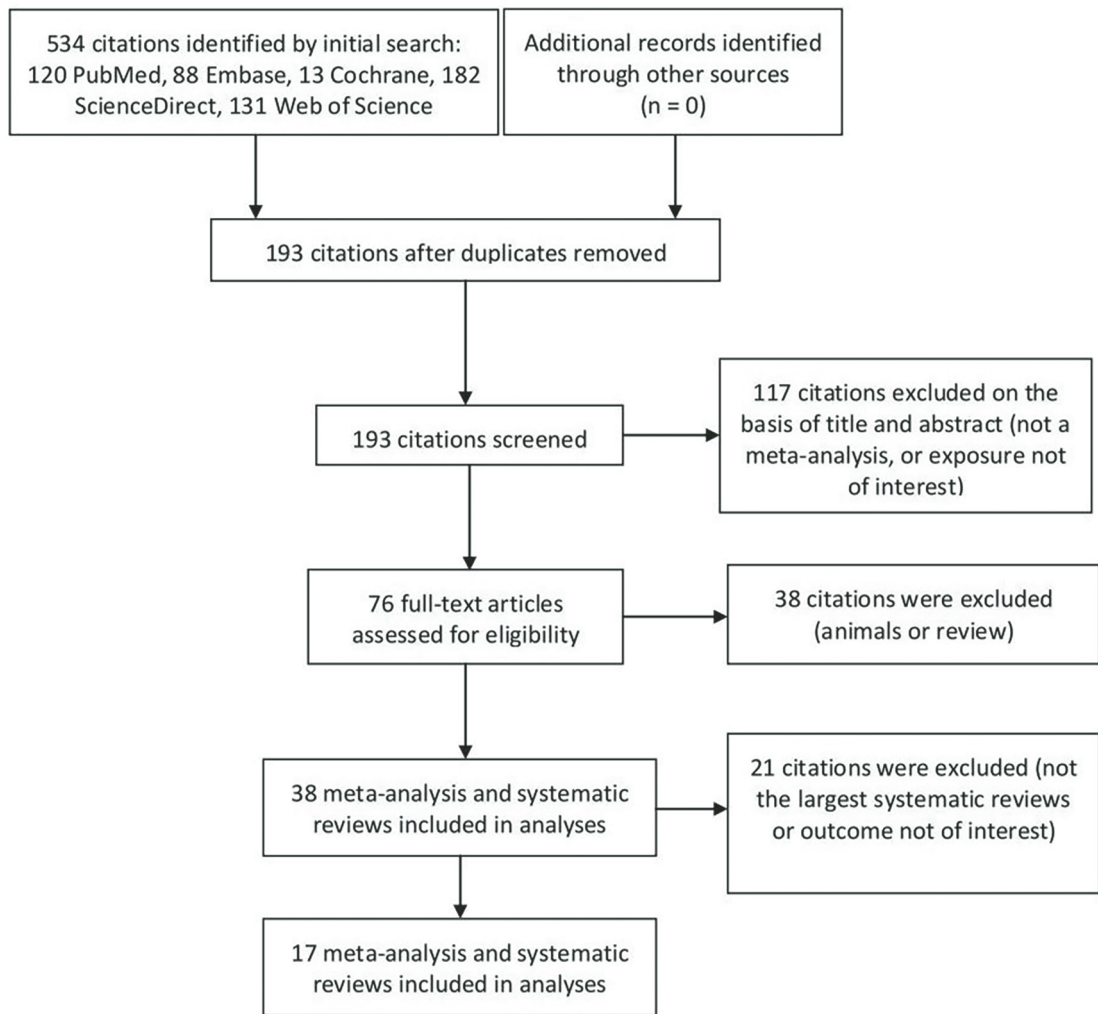 534 citations identified by initial search:
120 PubMed, 88 Embase, 13 Cochrane, 182
ScienceDirect, 131 Web of Science
Additional records identified
through other sources
(n = 0)
193 citations after duplicates removed
193 citations screened
117 citations excluded on the
basis of title and abstract (not a
meta-analysis, or exposure not
of interest)
76 full-text articles
assessed for eligibility
38 citations were excluded
(animals or review)
38 meta-analysis and systematic
reviews included in analyses
21 citations were excluded (not
the largest systematic reviews
or outcome not of interest)
17 meta-analysis and systematic
reviews included in analyses